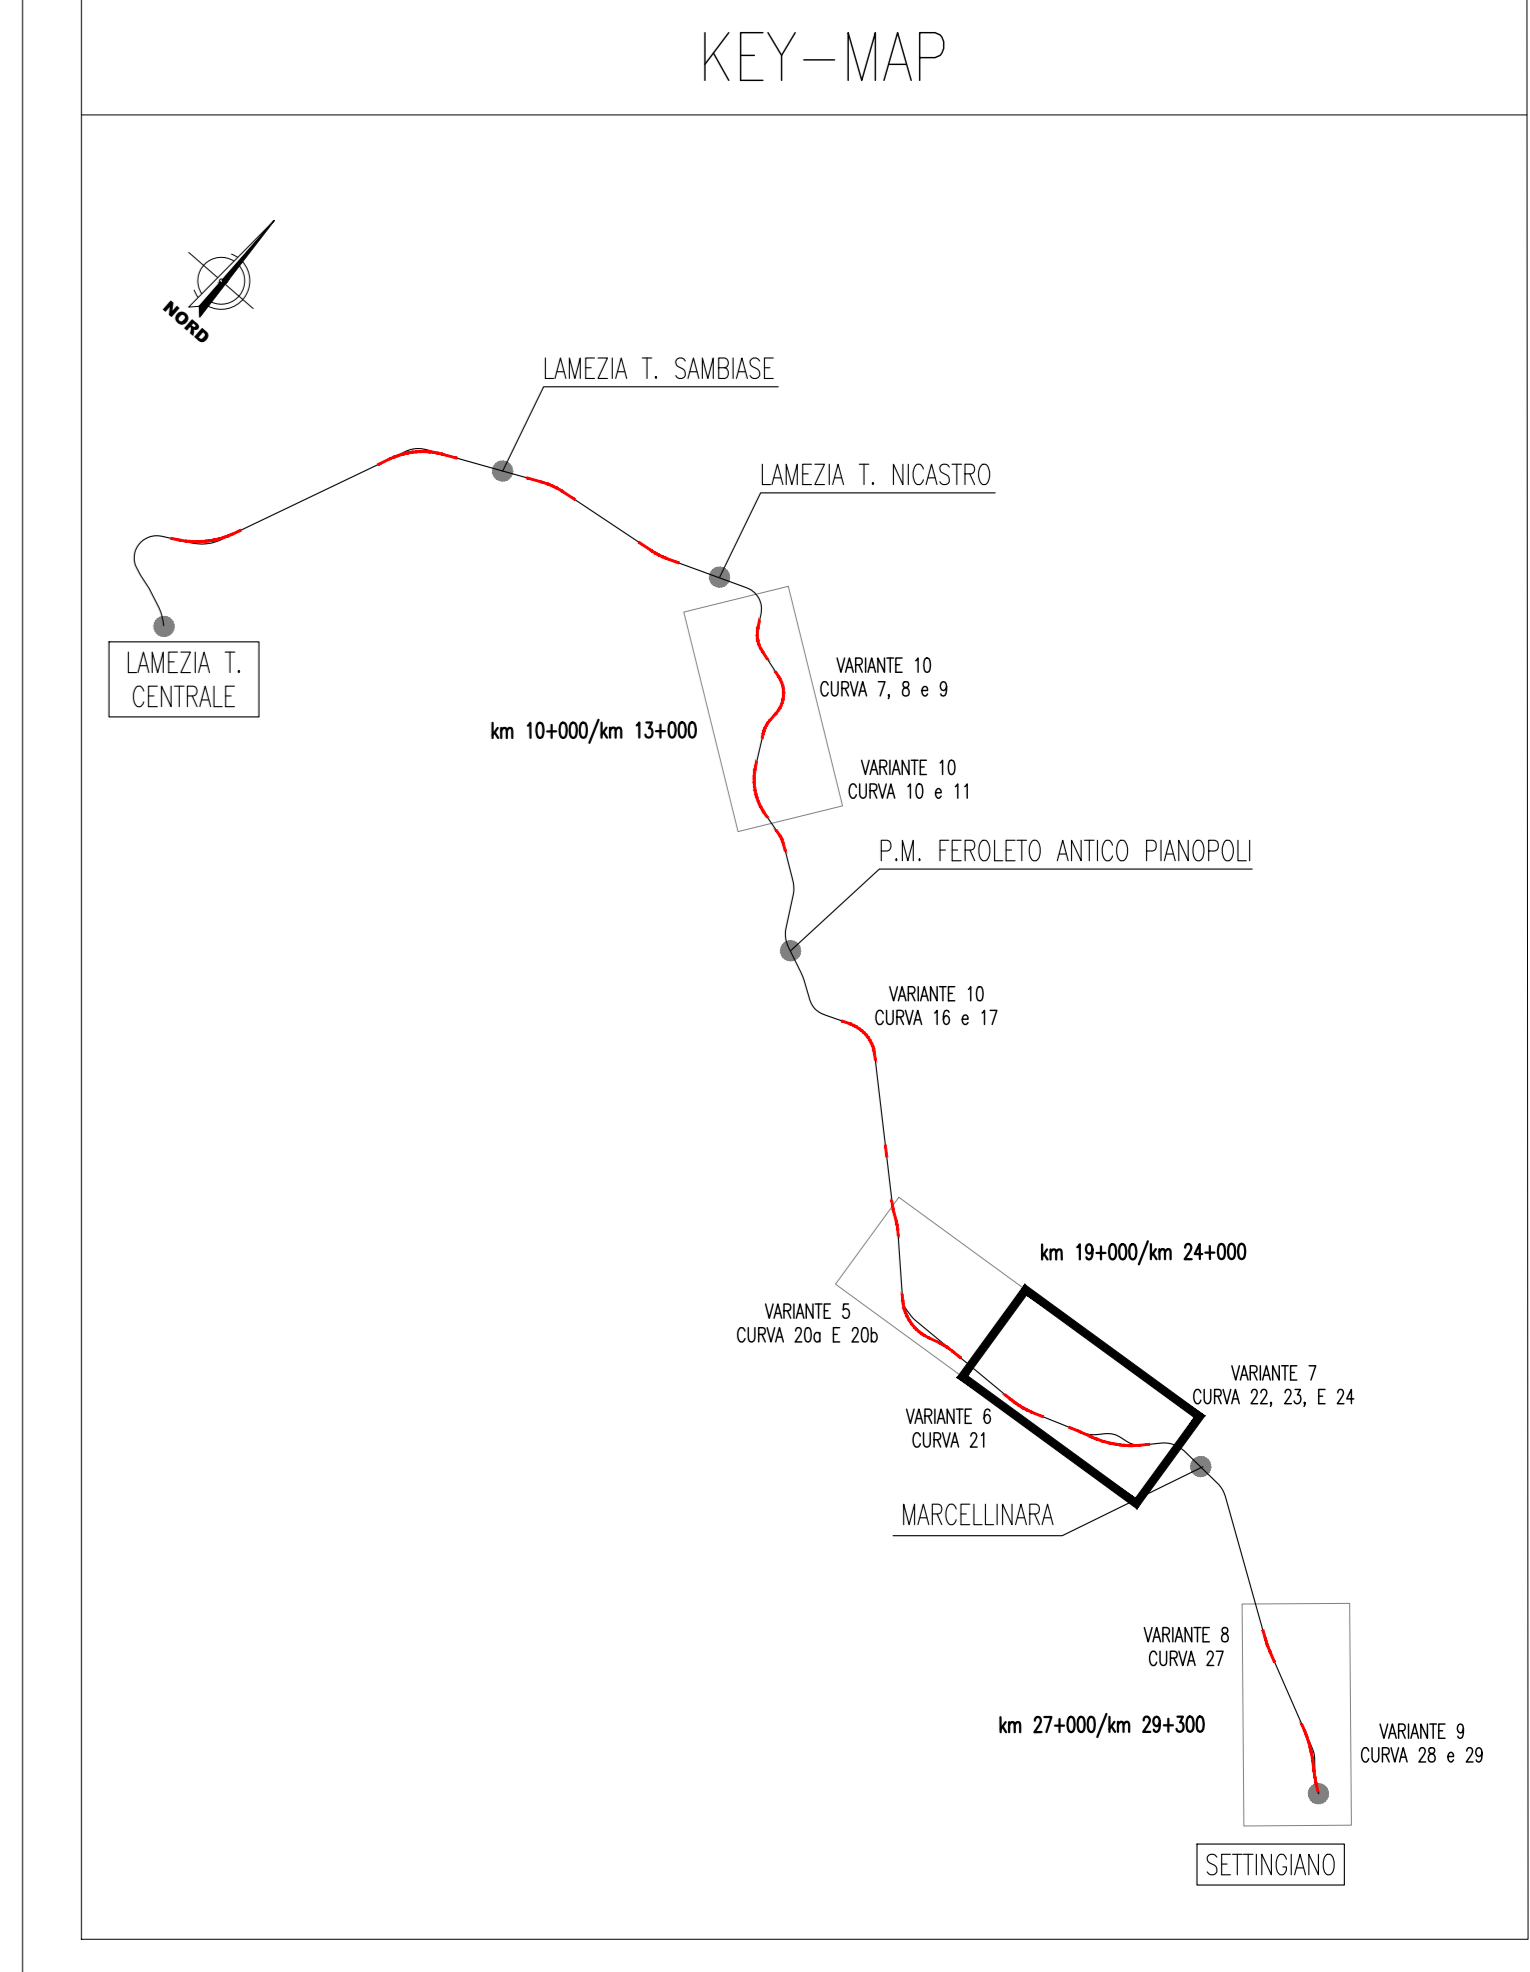 KEY-MAP
NORD
LAMEZIA T. SAMBIASE
LAMEZIA T. NICASTRO
LAMEZIA T.
CENTRALE
VARIANTE 10
CURVA 7, 8 e 9
km 10+000/km 13+000
VARIANTE 10
CURVA 10 e 11
P.M. FEROLETO ANTICO PIANOPOLI
VARIANTE 10
CURVA 16 e 17
km 19+000/km 24+000
VARIANTE 5
CURVA 20a E 20b
VARIANTE 7
CURVA 22, 23, E 24
VARIANTE 6
CURVA 21
MARCELLINARA
VARIANTE 8
CURVA 27
km 27+000/km 29+300
VARIANTE 9
CURVA 28 e 29
SETTINGIANO